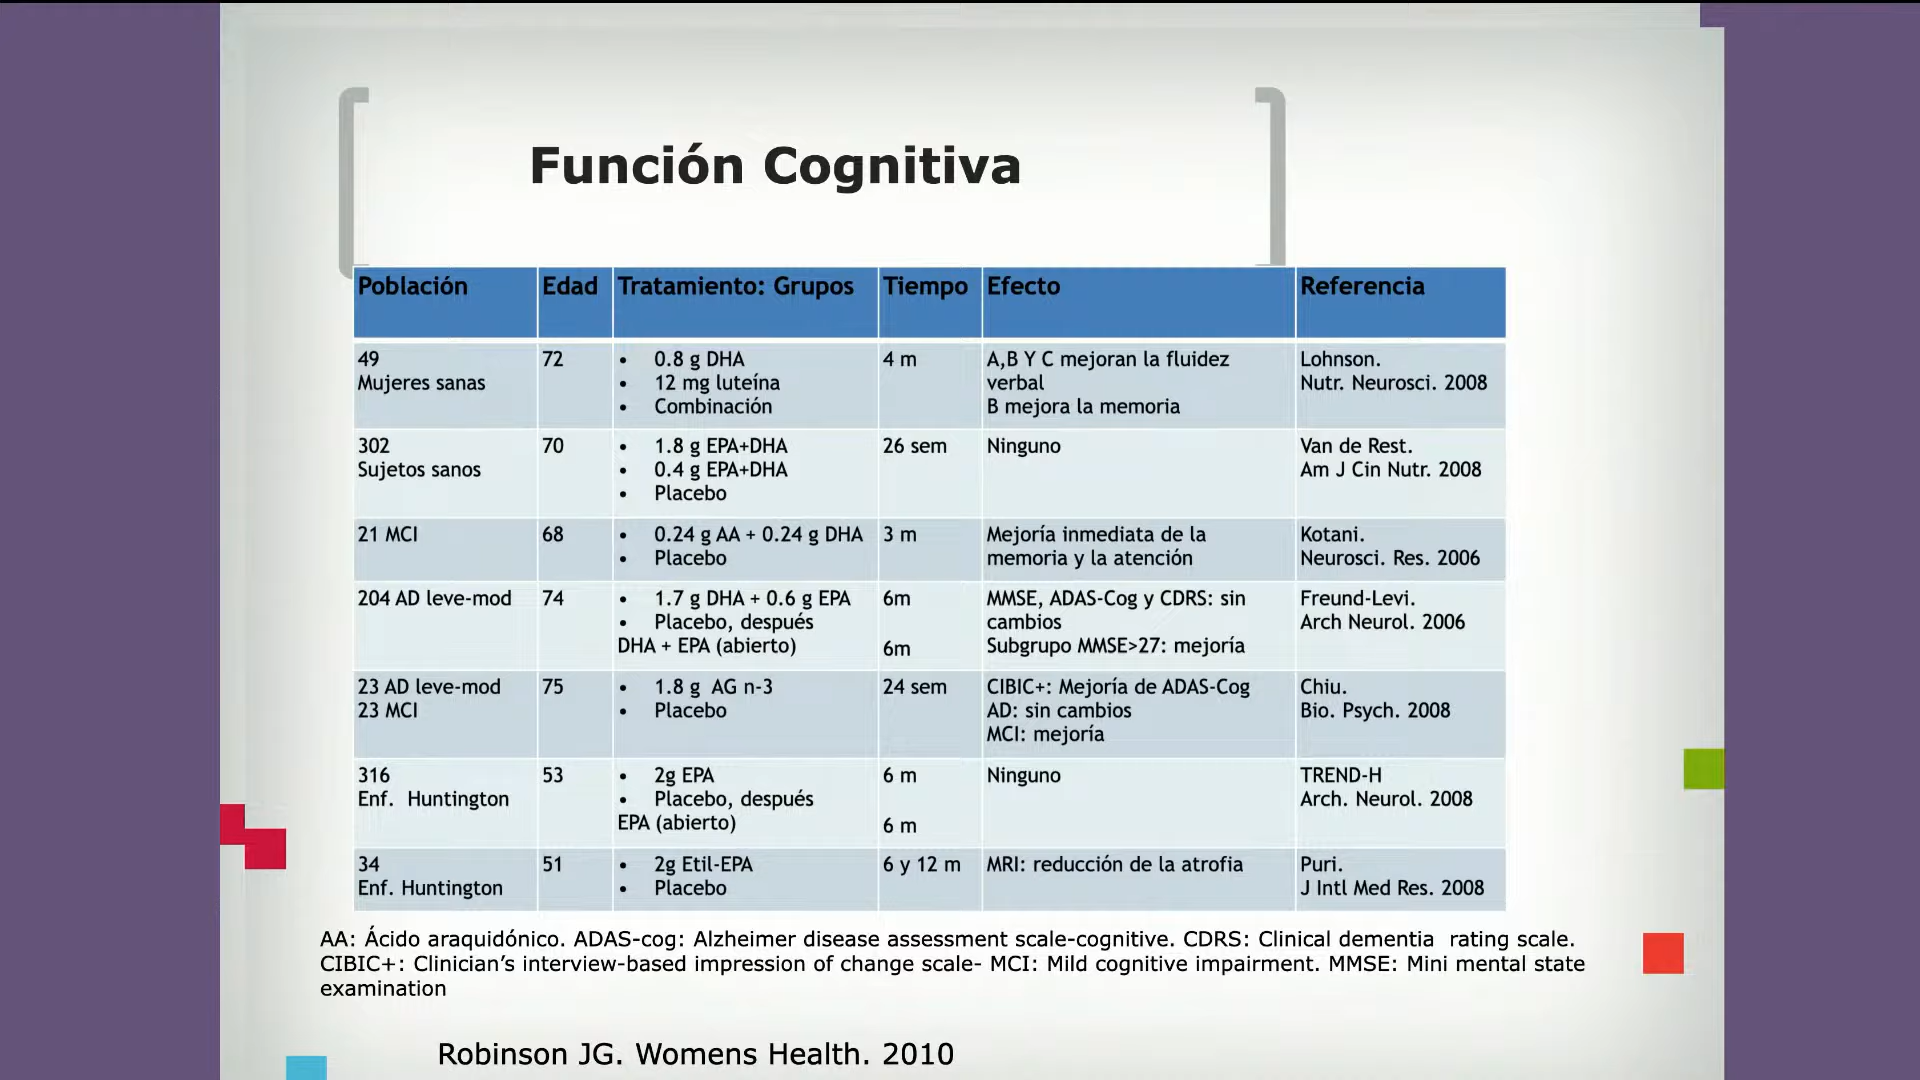 Función Cognitiva
Población Edad Tratamiento: Grupos Tiempo Efecto Referencia
49 72 • 0.8 g DHA 4 m A,B Y C mejoran la fluidez Lohnson.
Mujeres sanas • 12 mg luteína verbal Nutr. Neurosci. 2008
• Combinación B mejora la memoria
302 70 • 1.8 g EPA+DHA 26 sem Ninguno Van de Rest.
Sujetos sanos • 0.4 g EPA+DHA Am J Cin Nutr. 2008
• Placebo
21 MCI 68 • 0.24 g AA + 0.24 g DHA 3 m Mejoría inmediata de la Kotani.
• Placebo memoria y la atención Neurosci. Res. 2006
204 AD leve-mod 74 • 1.7 g DHA + 0.6 g EPA 6m MMSE, ADAS-Cog y CDRS: sin Freund-Levi.
• Placebo, después cambios Arch Neurol. 2006
DHA + EPA (abierto) 6m Subgrupo MMSE>27: mejoría
23 AD leve-mod 75 • 1.8 g AG n-3 24 sem CIBIC+: Mejoría de ADAS-Cog Chiu.
23 MCI • Placebo AD: sin cambios Bio. Psych. 2008
MCI: mejoría
316 53 • 2g EPA 6 m Ninguno TREND-H
Enf. Huntington • Placebo, después Arch. Neurol. 2008
EPA (abierto) 6 m
34 51 • 2g Etil-EPA 6 y 12 m MRI: reducción de la atrofia Puri.
Enf. Huntington • Placebo J Intl Med Res. 2008
AA: Ácido araquidónico. ADAS-cog: Alzheimer disease assessment scale-cognitive. CDRS: Clinical dementia rating scale.
CIBIC+: Clinician’s interview-based impression of change scale- MCI: Mild cognitive impairment. MMSE: Mini mental state
examination
Robinson JG. Womens Health. 2010